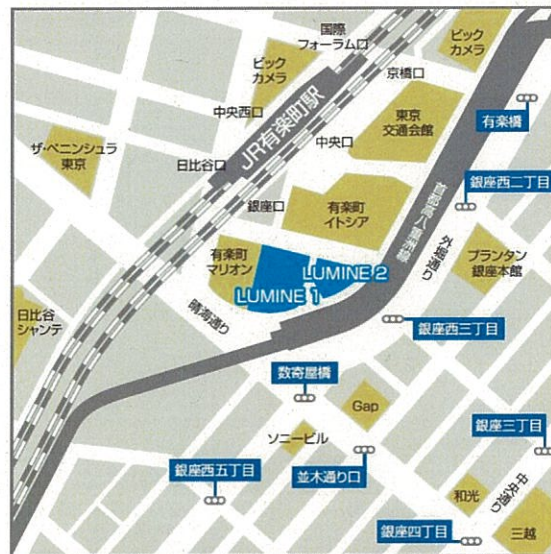 国際
フォーラム口
ビック
カメラ
ビック
カメラ
京橋口
有楽橋
中央西口
JR有楽町駅
東京
交通会館
中央口
ザ・ペニンシュラ
東京
日比谷口
銀座西二丁目
銀座口
有楽町
イトシア
首都高八重洲線
外堀通り
有楽町
マリオン
LUMINE 2
LUMINE 1
プランタン
銀座本館
日比谷
シャンテ
晴海通り
銀座西三丁目
数寄屋橋
Gap
ソニービル
銀座三丁目
銀座西五丁目
並木通り口
中央通り
和光
銀座四丁目
三越